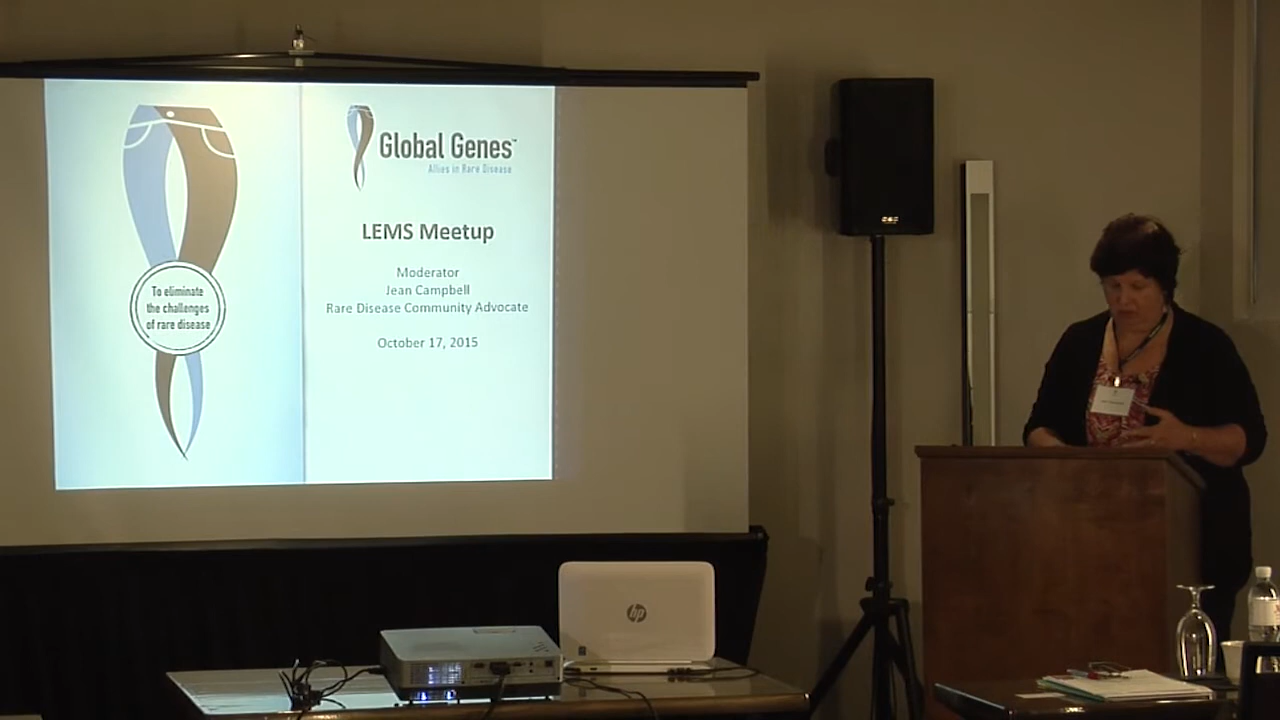 Global Genes™
Allies in Rare Disease
LEMS Meetup
Moderator
Jean Campbell
Rare Disease Community Advocate
October 17, 2015
To eliminate
the challenges
of rare disease
hp